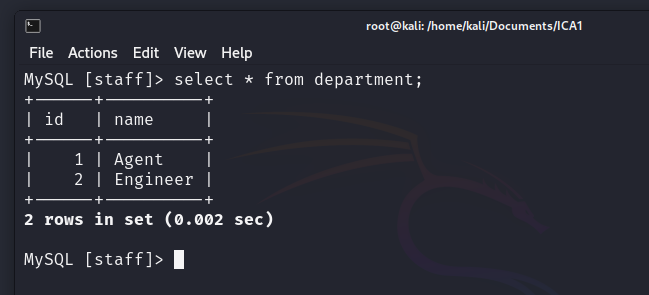 root@kali: /home/kali/Documents/ICA1
File Actions Edit View Help
MySQL [staff]> select * from department;
+------+----------+
| id   | name     |
+------+----------+
|    1 | Agent    |
|    2 | Engineer |
+------+----------+
2 rows in set (0.002 sec)
MySQL [staff]>